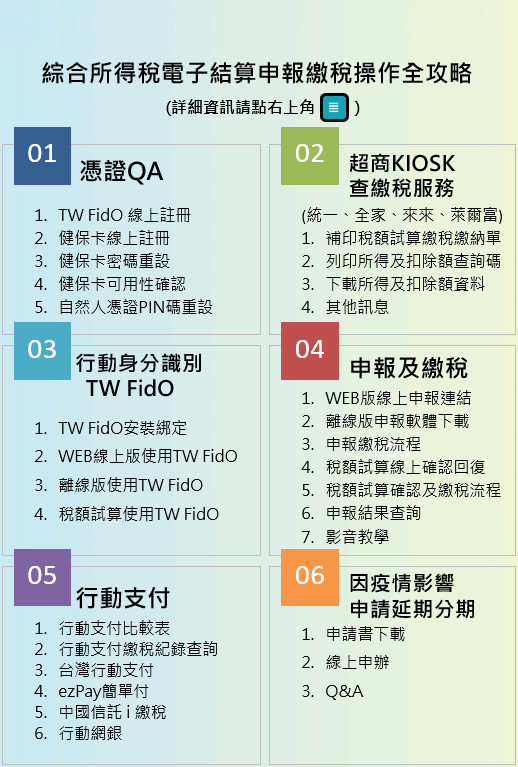 綜合所得稅電子結算申報繳稅操作全攻略
(詳細資訊請點右上角 ≡ )
01
憑證QA
1. TW FidO 線上註冊
2. 健保卡線上註冊
3. 健保卡密碼重設
4. 健保卡可用性確認
5. 自然人憑證PIN碼重設
02
超商KIOSK
查繳稅服務
(統一、全家、來來、萊爾富)
1. 補印稅額試算繳稅繳納單
2. 列印所得及扣除額查詢碼
3. 下載所得及扣除額資料
4. 其他訊息
03
行動身分識別
TW FidO
1. TW FidO安裝綁定
2. WEB線上版使用TW FidO
3. 離線版使用TW FidO
4. 稅額試算使用TW FidO
04
申報及繳稅
1. WEB版線上申報連結
2. 離線版申報軟體下載
3. 申報繳稅流程
4. 稅額試算線上確認回復
5. 稅額試算確認及繳稅流程
6. 申報結果查詢
7. 影音教學
05
行動支付
1. 行動支付比較表
2. 行動支付繳稅紀錄查詢
3. 台灣行動支付
4. ezPay簡單付
5. 中國信託 i 繳稅
6. 行動網銀
06
因疫情影響
申請延期分期
1. 申請書下載
2. 線上申辦
3. Q&A